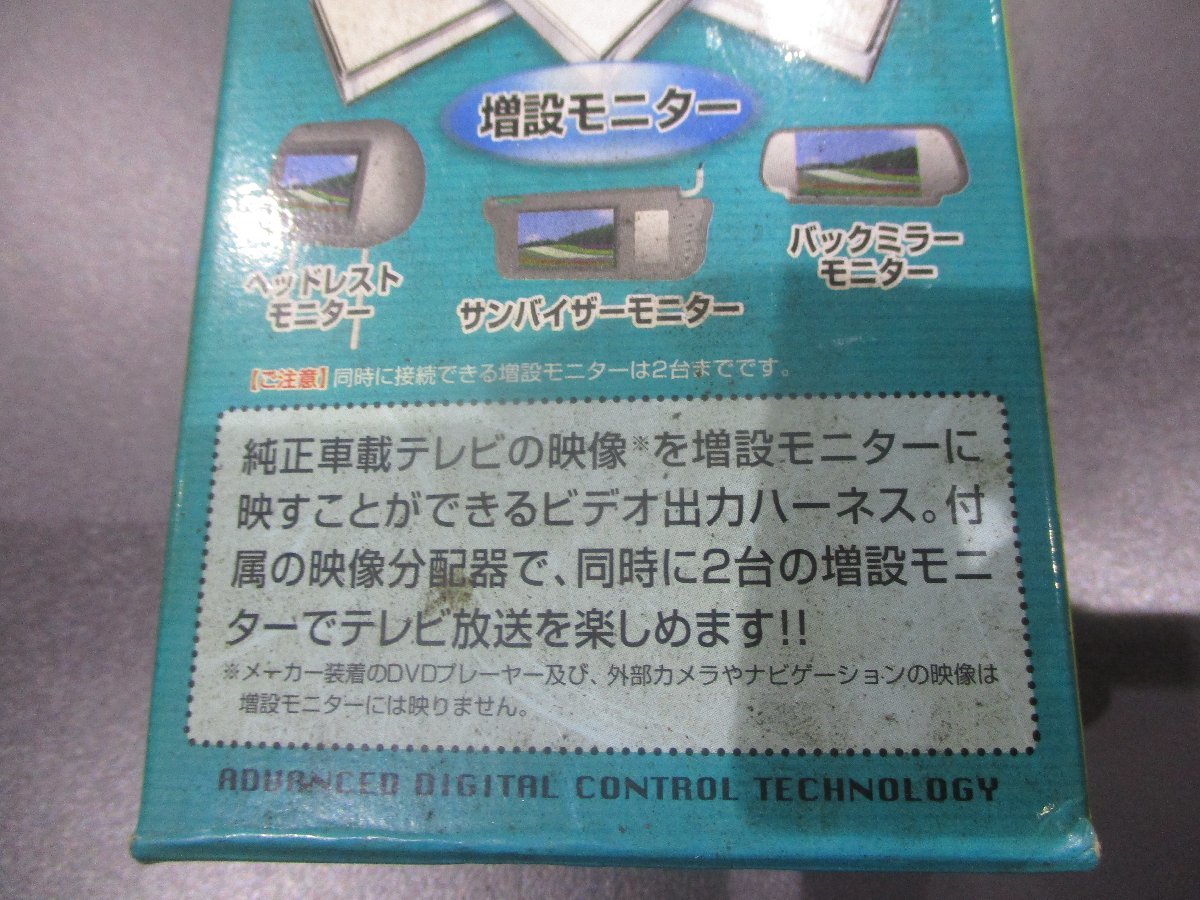 増設モニター
ヘッドレスト
モニター
サンバイザーモニター
バックミラー
モニター
【ご注意】同時に接続できる増設モニターは2台までです。
純正車載テレビの映像※を増設モニターに
映すことができるビデオ出力ハーネス。付
属の映像分配器で、同時に2台の増設モニ
ターでテレビ放送を楽しめます!!
※メーカー装着のDVDプレーヤー及び、外部カメラやナビゲーションの映像は
増設モニターには映りません。
ADVANCED DIGITAL CONTROL TECHNOLOGY